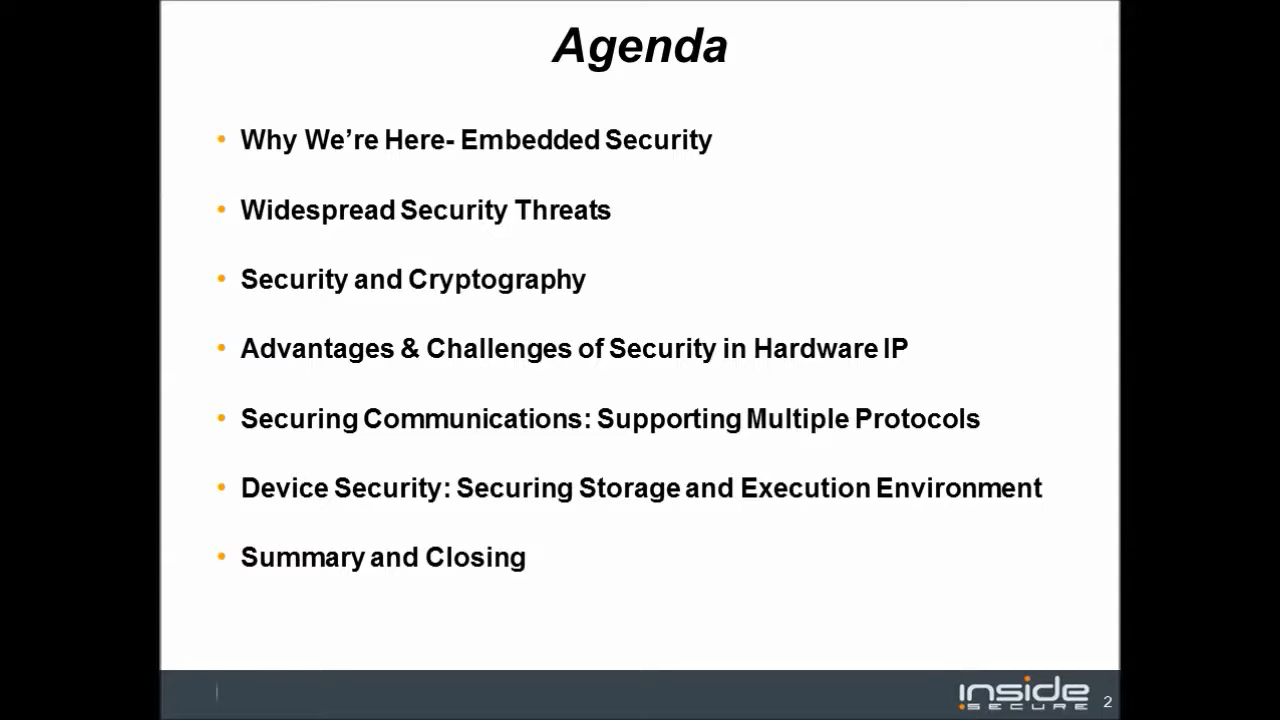 Agenda
• Why We're Here- Embedded Security
• Widespread Security Threats
• Security and Cryptography
• Advantages & Challenges of Security in Hardware IP
• Securing Communications: Supporting Multiple Protocols
• Device Security: Securing Storage and Execution Environment
• Summary and Closing
inside
SECURE
2